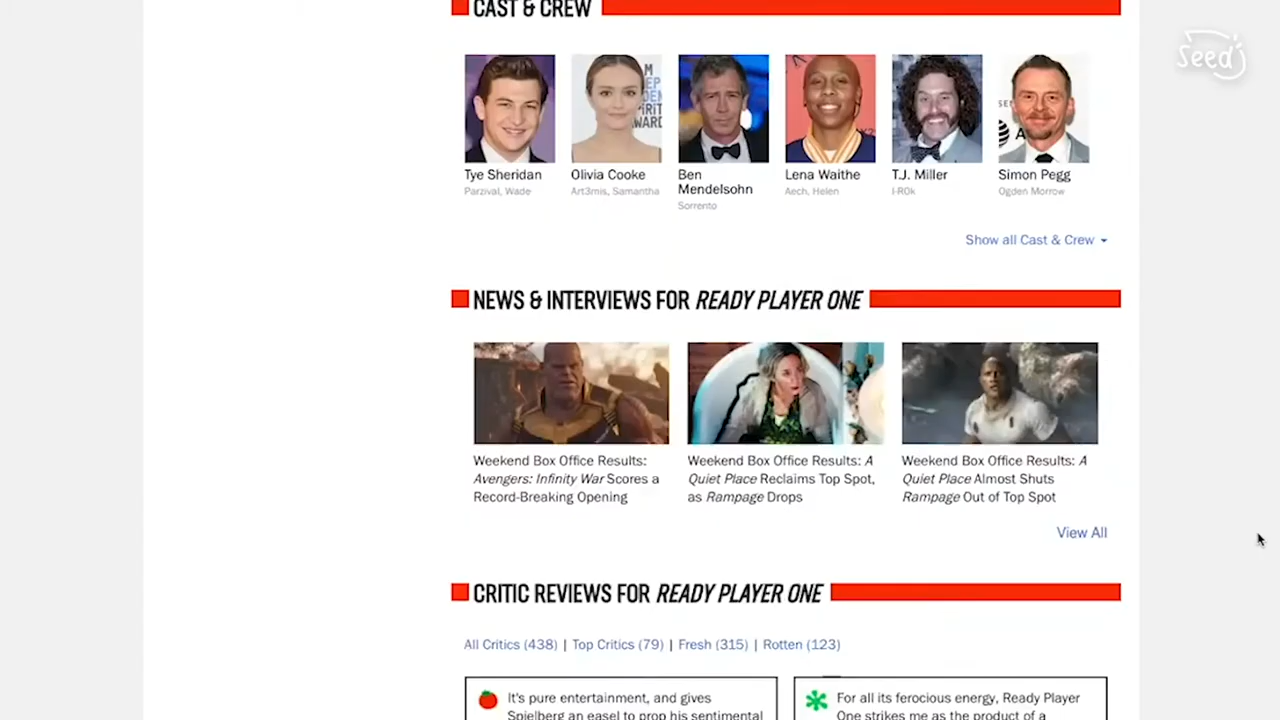 CAST & CREW
Seed
Tye Sheridan
Parzival, Wade
Olivia Cooke
Art3mis, Samantha
Ben
Mendelsohn
Sorrento
Lena Waithe
Aech, Helen
T.J. Miller
I-R0k
Simon Pegg
Ogden Morrow
Show all Cast & Crew
NEWS & INTERVIEWS FOR READY PLAYER ONE
Weekend Box Office Results:
Avengers: Infinity War Scores a
Record-Breaking Opening
Weekend Box Office Results: A
Quiet Place Reclaims Top Spot,
as Rampage Drops
Weekend Box Office Results: A
Quiet Place Almost Shuts
Rampage Out of Top Spot
View All
CRITIC REVIEWS FOR READY PLAYER ONE
All Critics (438) | Top Critics (79) | Fresh (315) | Rotten (123)
It's pure entertainment, and gives
Spielberg an easel to prop his sentimental
For all its ferocious energy, Ready Player
One strikes me as the product of a